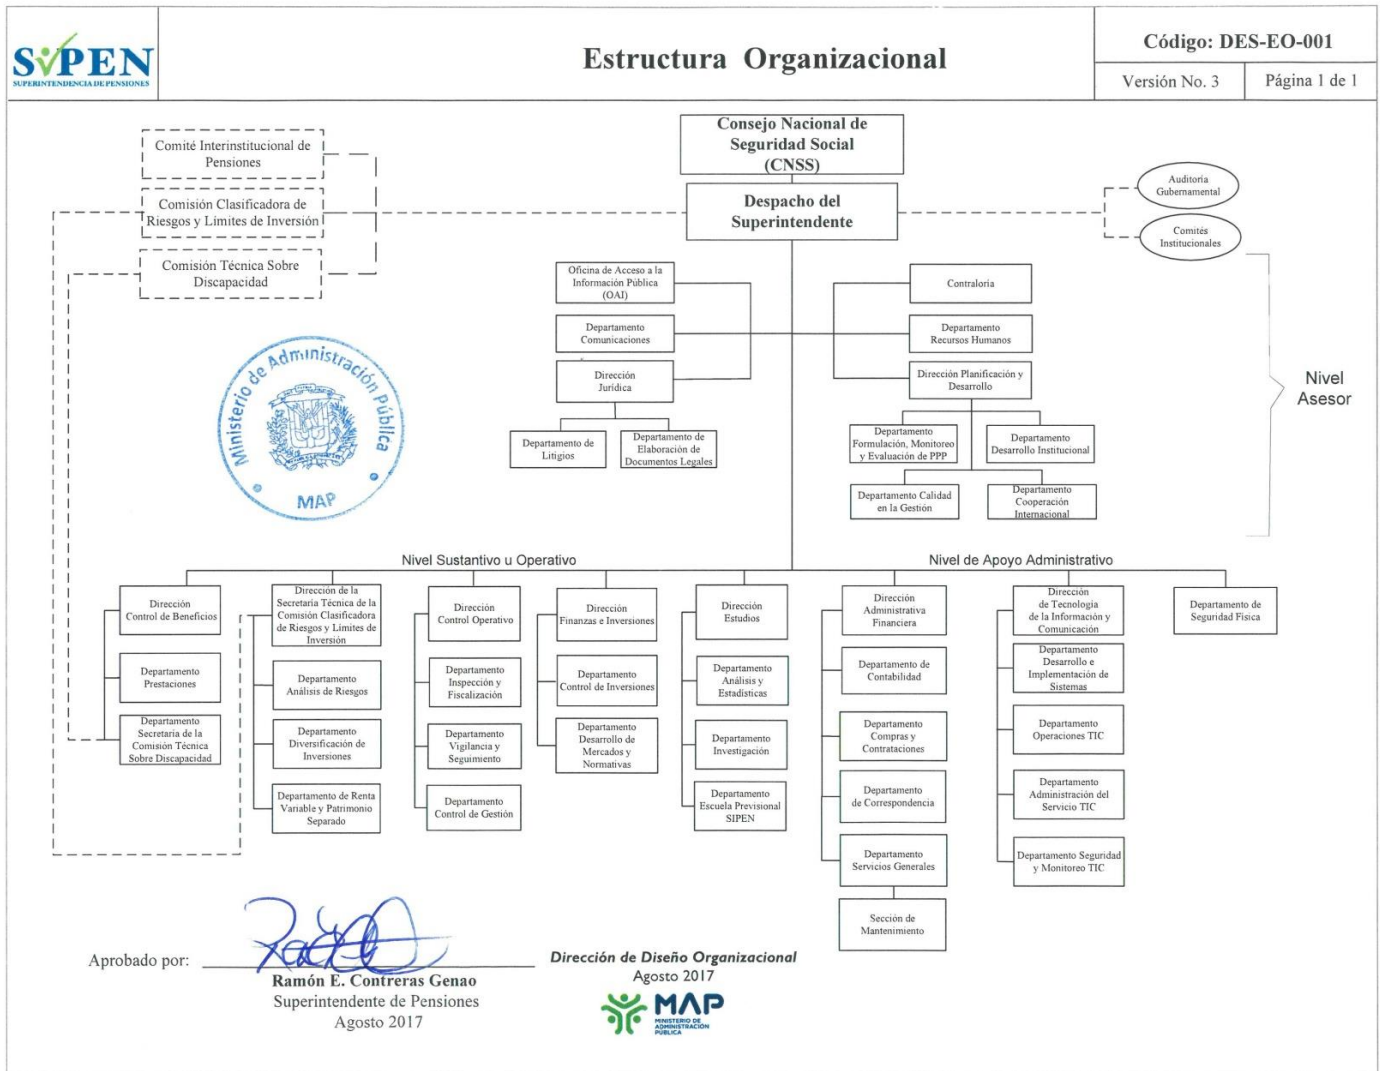 SIPEN
SUPERINTENDENCIA DE PENSIONES
Estructura Organizacional
Código: DES-EO-001
Versión No. 3
Página 1 de 1
Consejo Nacional de
Seguridad Social
(CNSS)
Despacho del
Superintendente
Comité Interinstitucional de
Pensiones
Comisión Clasificadora de
Riesgos y Límites de Inversión
Comisión Técnica Sobre
Discapacidad
Auditoría
Gubernamental
Comités
Institucionales
Oficina de Acceso a la
Información Pública
(OAI)
Departamento
Comunicaciones
Dirección
Jurídica
Departamento de
Litigios
Departamento de
Elaboración de
Documentos Legales
Contraloría
Departamento
Recursos Humanos
Dirección Planificación y
Desarrollo
Departamento
Formulación, Monitoreo
y Evaluación de PPP
Departamento
Desarrollo Institucional
Departamento Calidad
en la Gestión
Departamento
Cooperación
Internacional
Nivel
Asesor
Ministerio de Administración Pública
MAP
Nivel Sustantivo u Operativo
Nivel de Apoyo Administrativo
Dirección
Control de Beneficios
Departamento
Prestaciones
Departamento
Secretaría de la
Comisión Técnica
Sobre Discapacidad
Dirección de la
Secretaría Técnica de la
Comisión Clasificadora
de Riesgos y Límites de
Inversión
Departamento
Análisis de Riesgos
Departamento
Diversificación de
Inversiones
Departamento de Renta
Variable y Patrimonio
Separado
Dirección
Control Operativo
Departamento
Inspección y
Fiscalización
Departamento
Vigilancia y
Seguimiento
Departamento
Control de Gestión
Dirección
Finanzas e Inversiones
Departamento
Control de Inversiones
Departamento
Desarrollo de
Mercados y
Normativas
Dirección
Estudios
Departamento
Análisis y
Estadísticas
Departamento
Investigación
Departamento
Escuela Previsional
SIPEN
Dirección
Administrativa
Financiera
Departamento de
Contabilidad
Departamento
Compras y
Contrataciones
Departamento
de Correspondencia
Departamento
Servicios Generales
Sección de
Mantenimiento
Dirección
de Tecnología
de la Información y
Comunicación
Departamento
Desarrollo e
Implementación de
Sistemas
Departamento
Operaciones TIC
Departamento
Administración del
Servicio TIC
Departamento Seguridad
y Monitoreo TIC
Departamento de
Seguridad Física
Aprobado por:
Ramón E. Contreras Genao
Superintendente de Pensiones
Agosto 2017
Dirección de Diseño Organizacional
Agosto 2017
MAP
MINISTERIO DE
ADMINISTRACIÓN
PÚBLICA